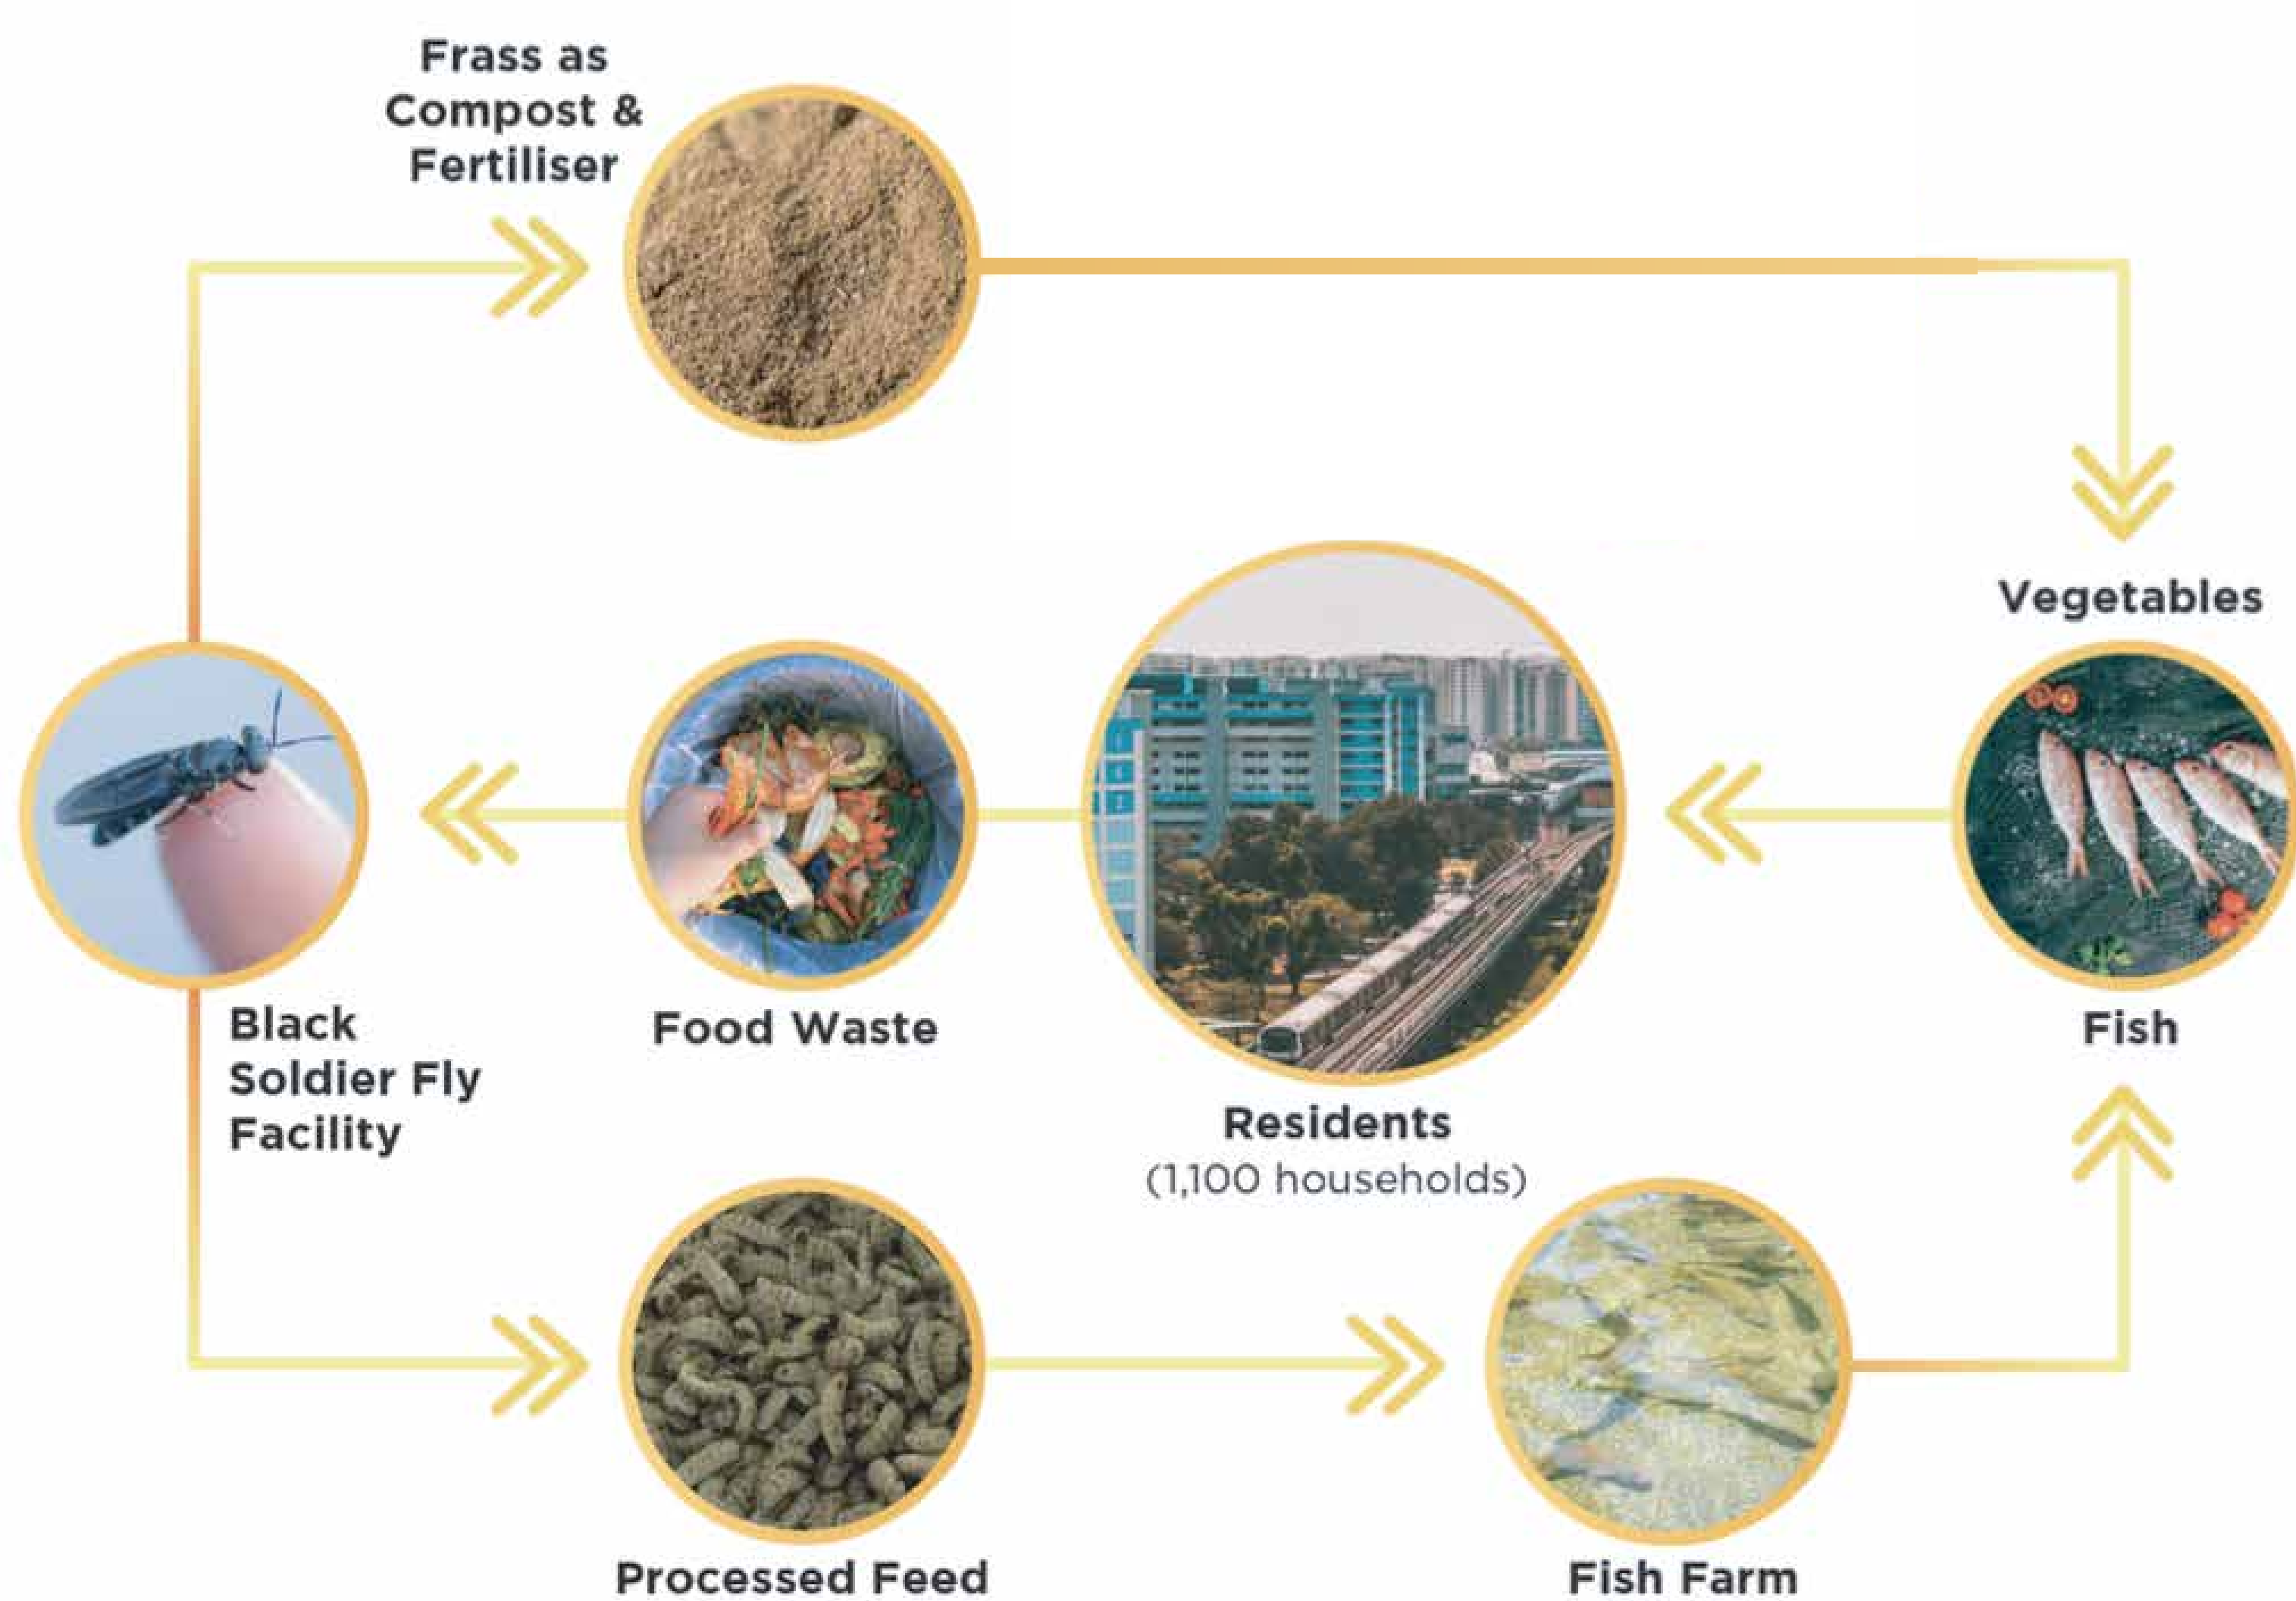 Frass as
Compost &
Fertiliser
Vegetables
Black
Soldier Fly
Facility
Food Waste
Residents
(1,100 households)
Fish
Processed Feed
Fish Farm